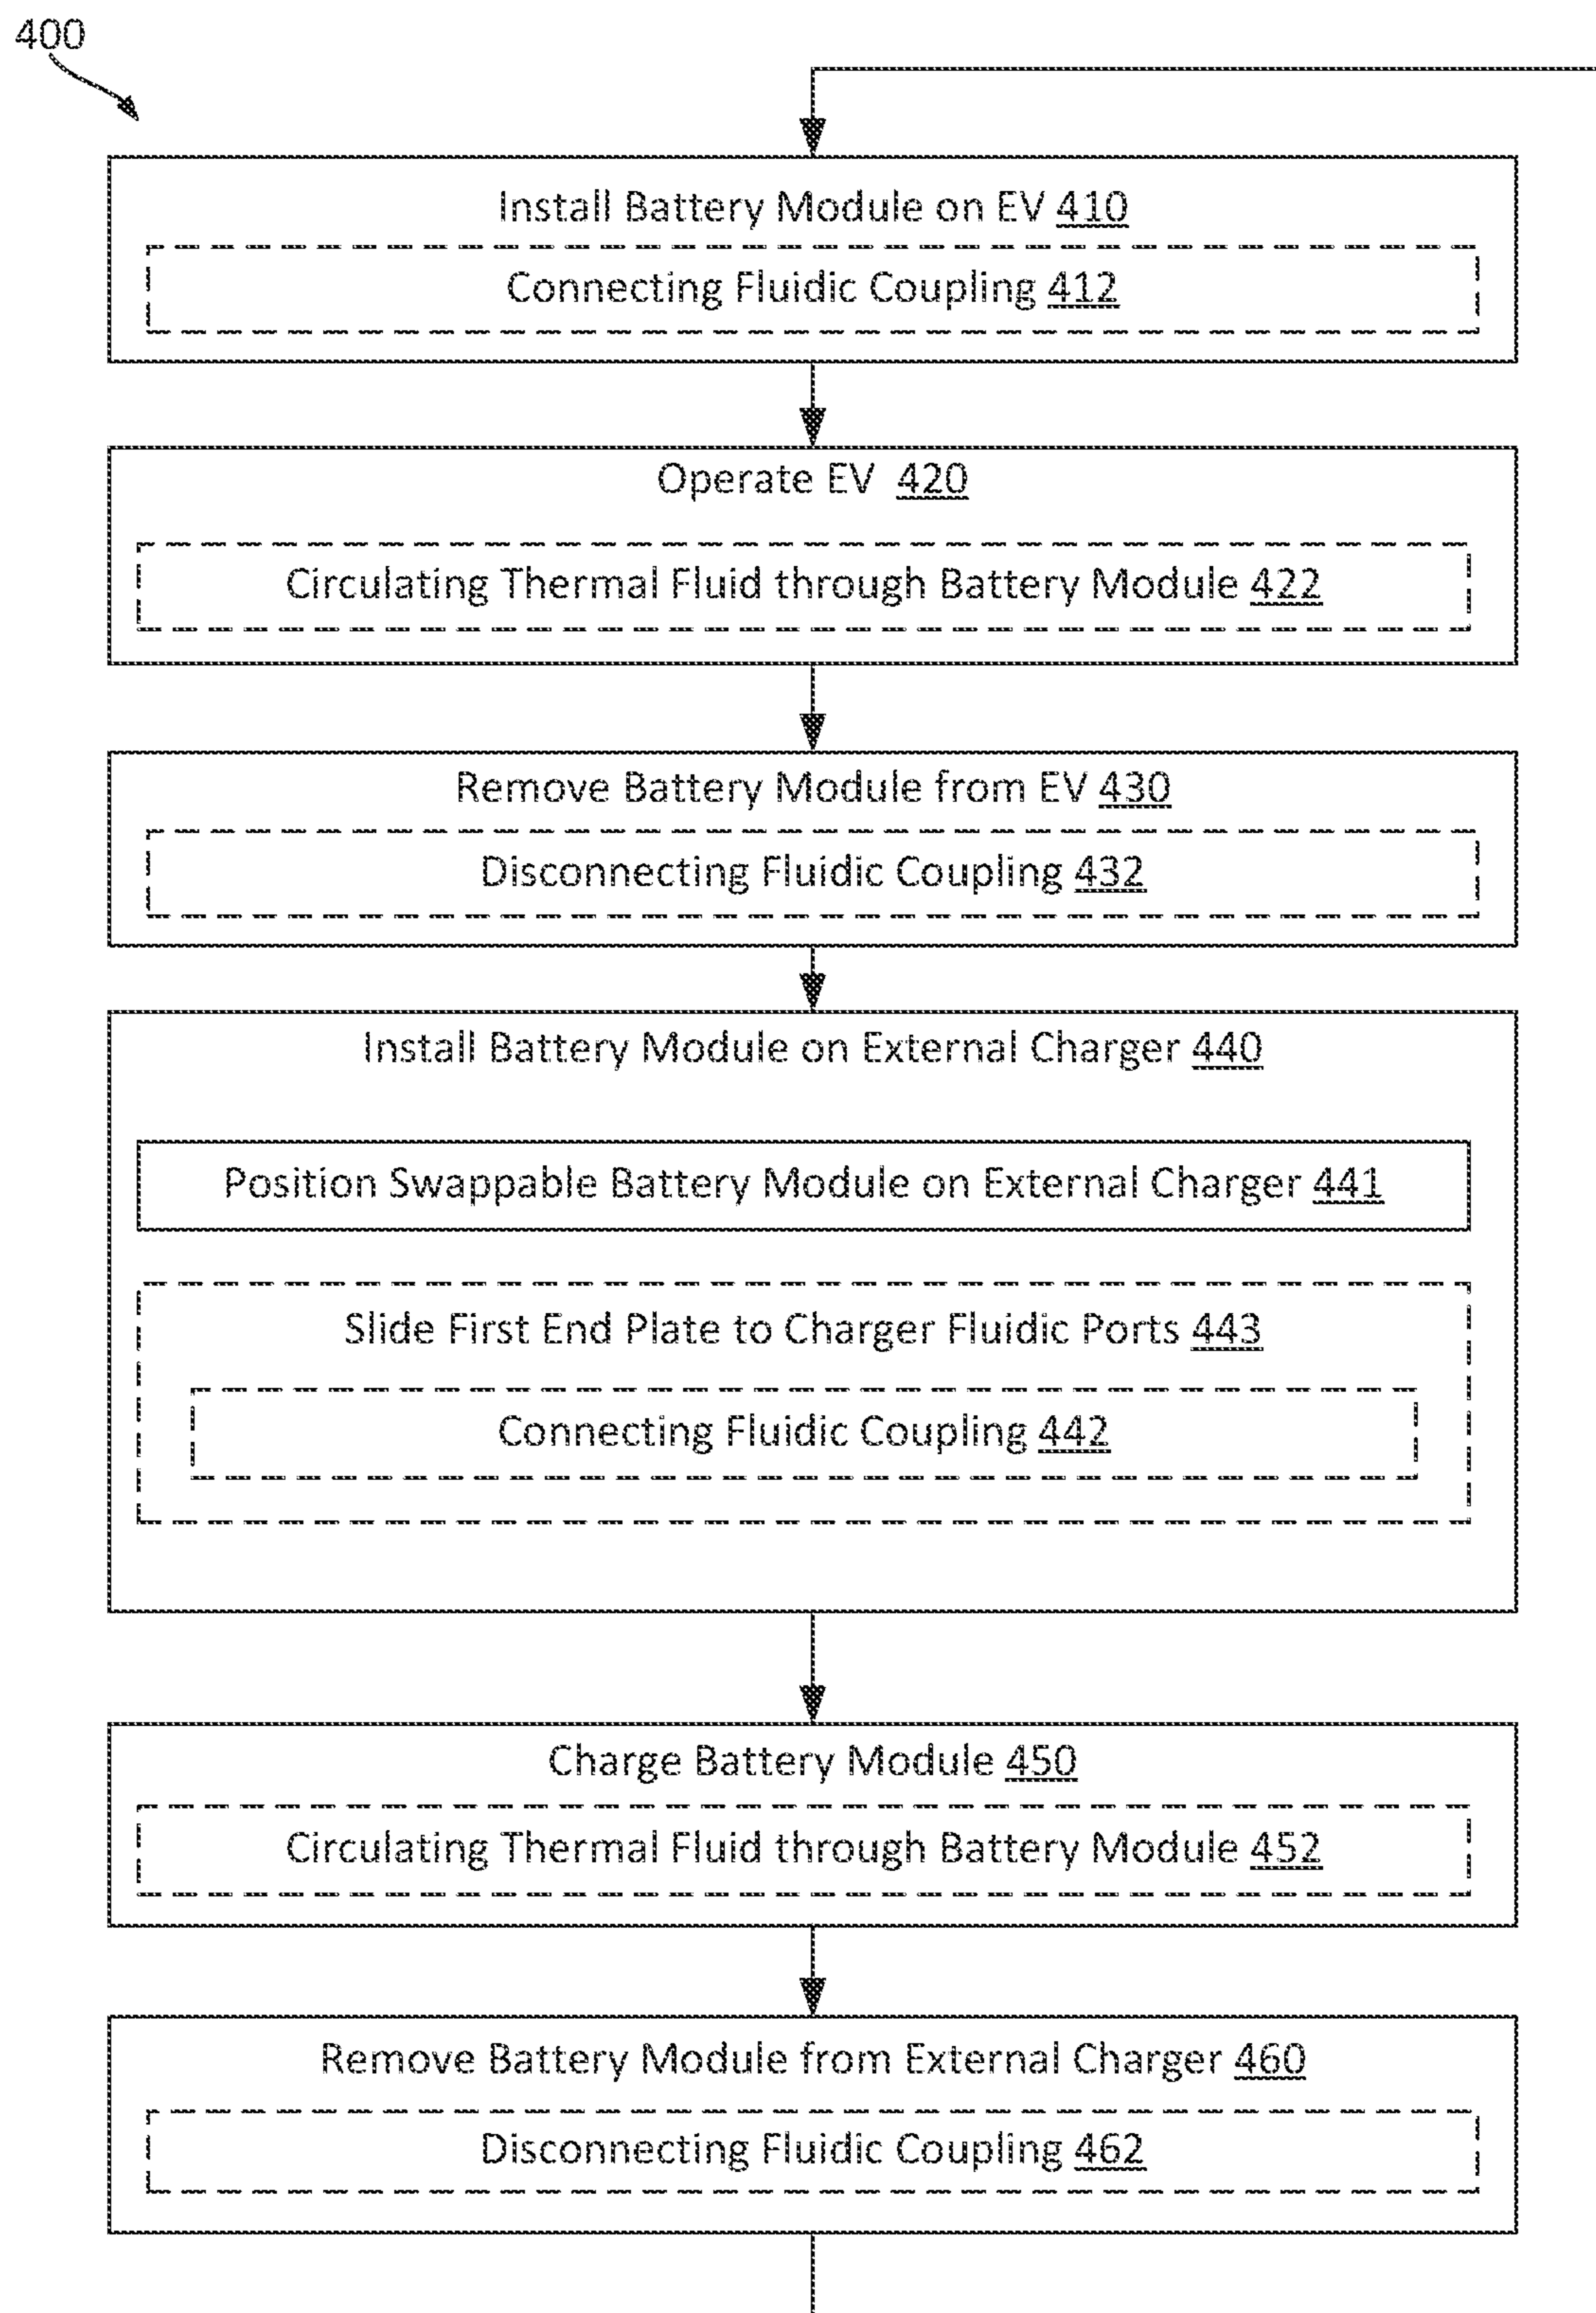 400
Install Battery Module on EV 410
Connecting Fluidic Coupling 412
Operate EV 420
Circulating Thermal Fluid through Battery Module 422
Remove Battery Module from EV 430
Disconnecting Fluidic Coupling 432
Install Battery Module on External Charger 440
Position Swappable Battery Module on External Charger 441
Slide First End Plate to Charger Fluidic Ports 443
Connecting Fluidic Coupling 442
Charge Battery Module 450
Circulating Thermal Fluid through Battery Module 452
Remove Battery Module from External Charger 460
Disconnecting Fluidic Coupling 462